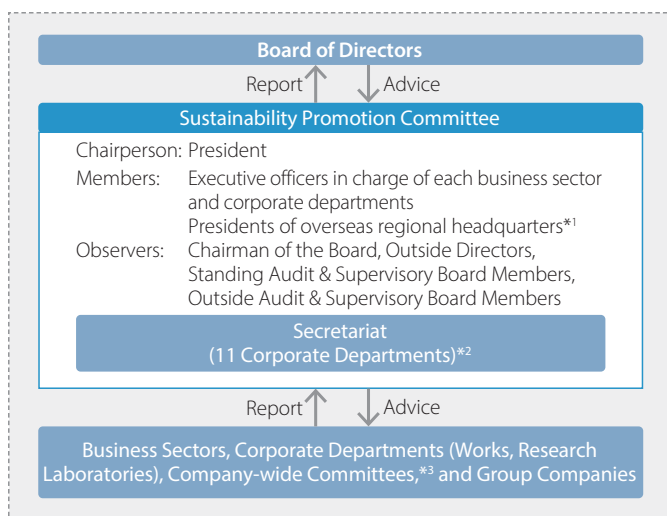 Board of Directors
Report Advice
Sustainability Promotion Committee
Chairperson: President
Members: Executive officers in charge of each business sector
and corporate departments
Presidents of overseas regional headquarters*1
Observers: Chairman of the Board, Outside Directors,
Standing Audit & Supervisory Board Members,
Outside Audit & Supervisory Board Members
Secretariat
(11 Corporate Departments)*2
Report Advice
Business Sectors, Corporate Departments (Works, Research
Laboratories), Company-wide Committees,*3 and Group Companies